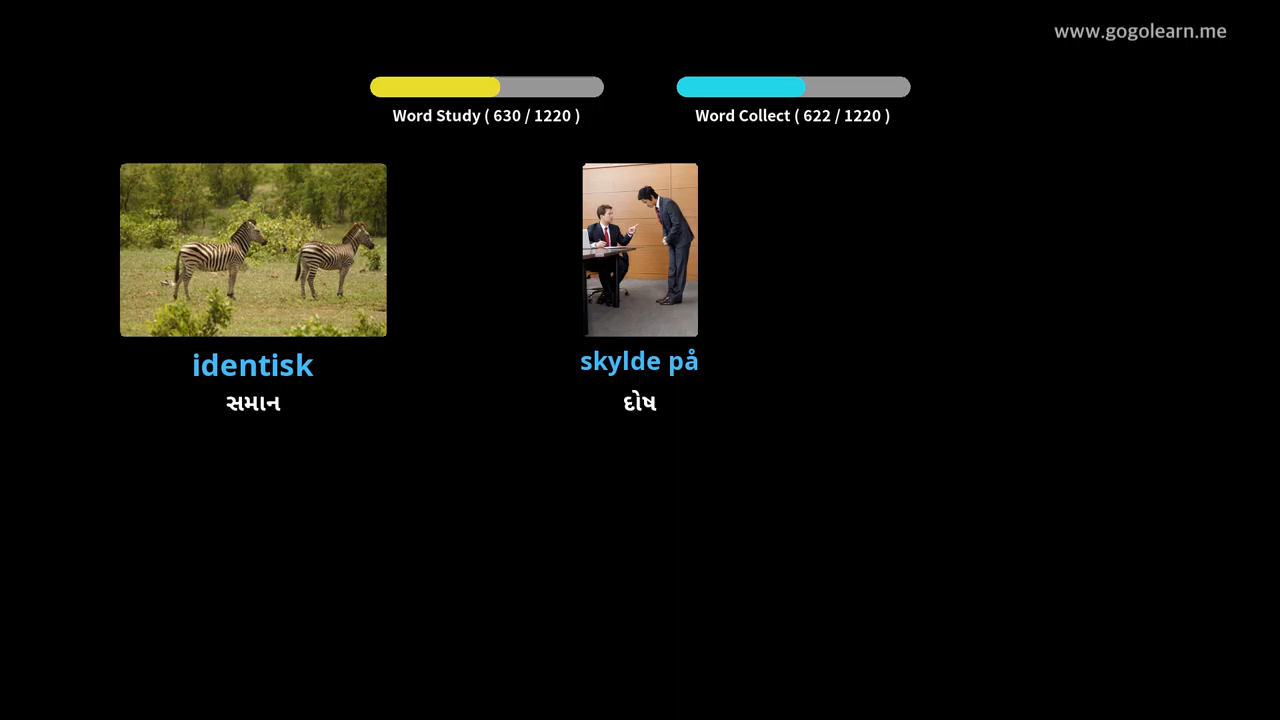 www.gogolearn.me
Word Study ( 630 / 1220 )
Word Collect ( 622 / 1220 )
identisk
સમાન
skylde på
દોષ